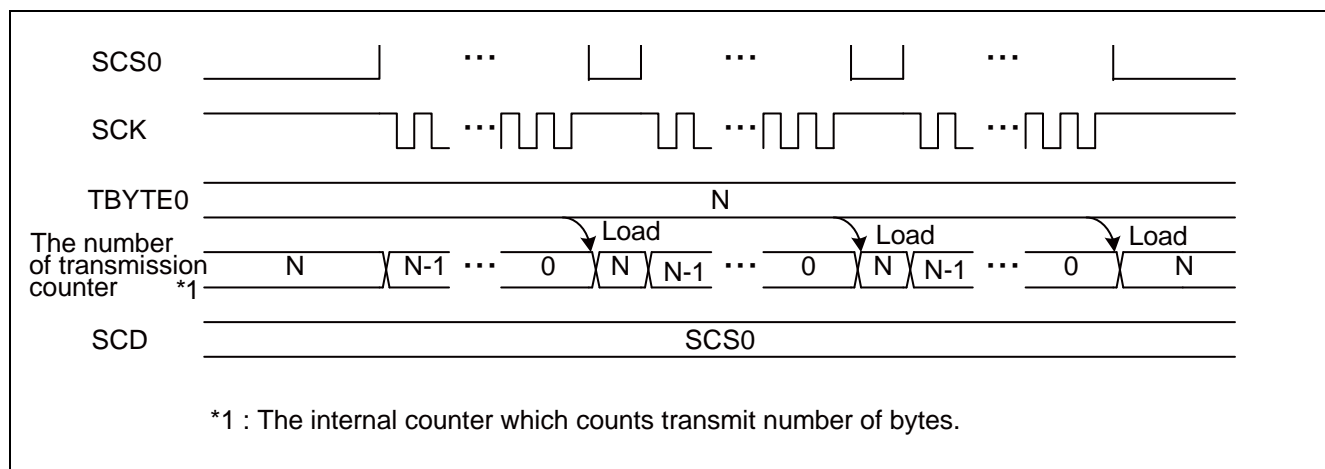 SCS0 ... ... ...
SCK ... ... ...
TBYTE0 N
Load Load Load
The number
of transmission
counter *1
N N-1 ... 0 N N-1 ... 0 N N-1 ... 0 N
SCD SCS0
*1 : The internal counter which counts transmit number of bytes.